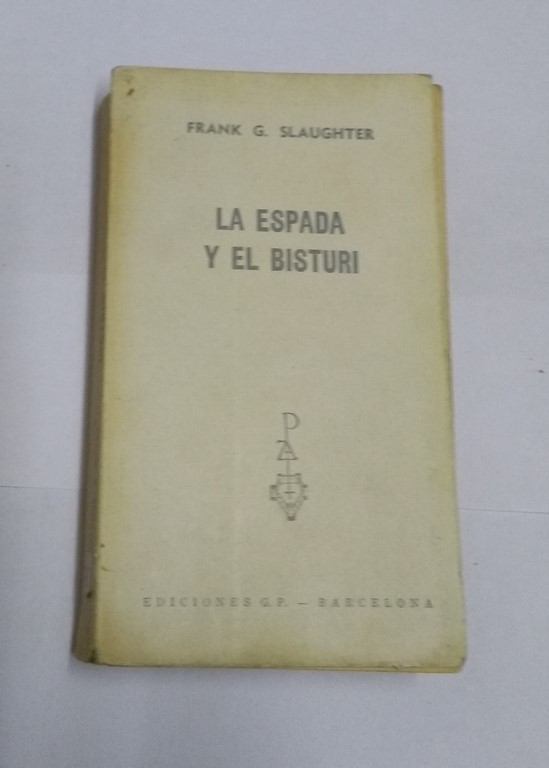 FRANK G. SLAUGHTER
LA ESPADA
Y EL BISTURI
P
A
EDICIONES G.P. – BARCELONA